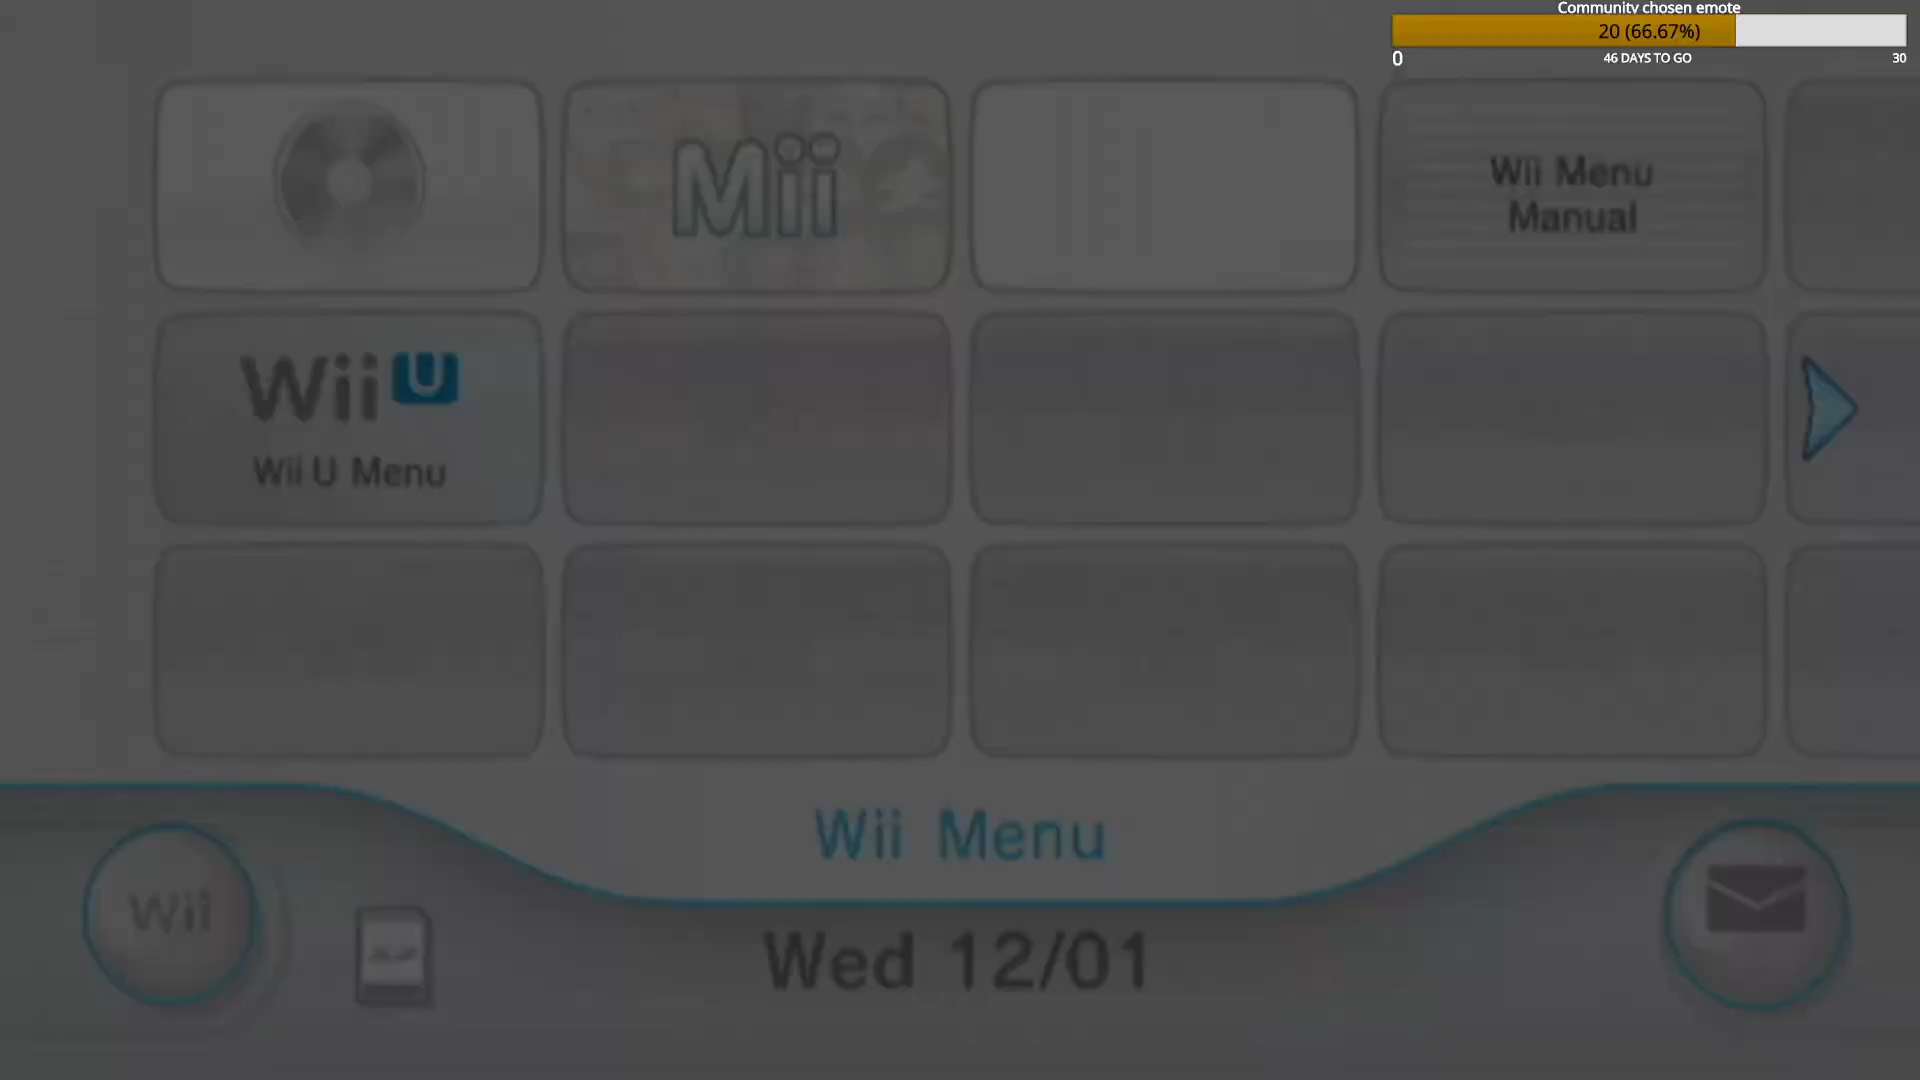 Community chosen emote
20 (66.67%)
0
46 DAYS TO GO
30
Mii
Wii Menu
Manual
Wii U
Wii U Menu
Wii Menu
Wii
Wed 12/01